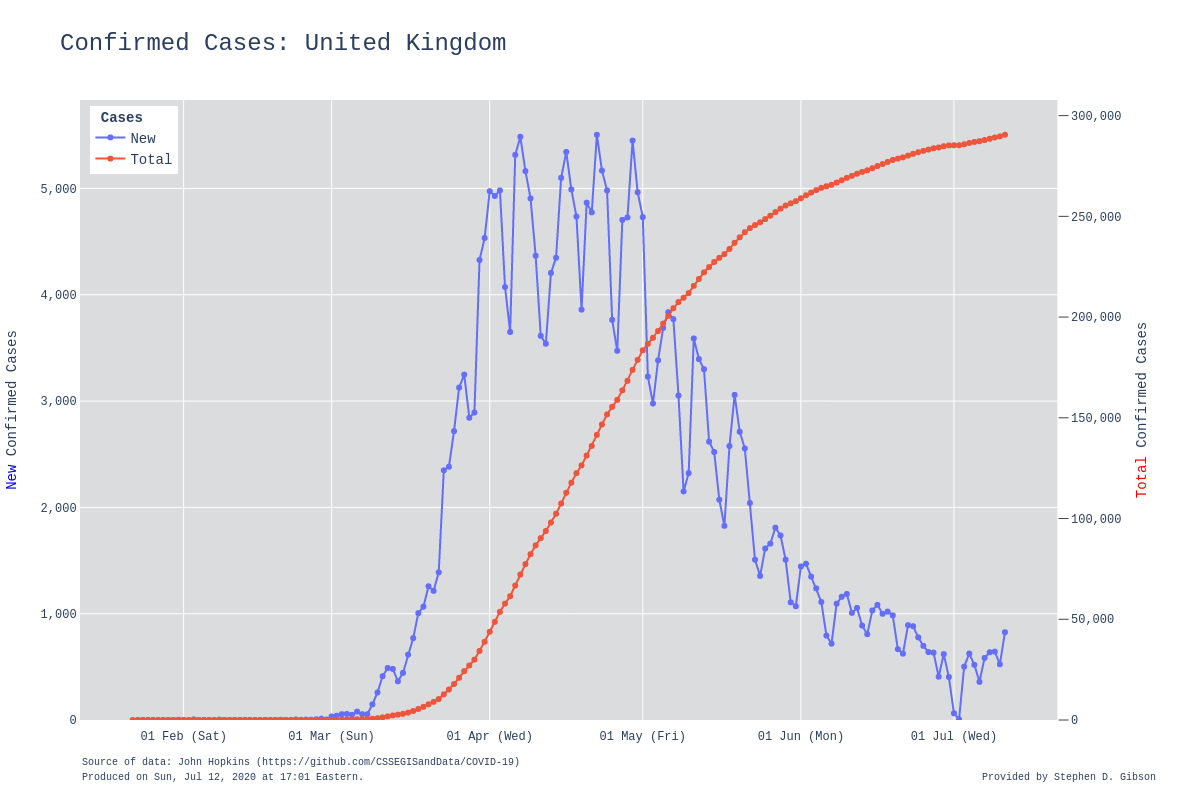 Confirmed Cases: United Kingdom
Cases
New
Total
300,000
5,000
250,000
4,000
200,000
3,000
150,000
2,000
100,000
1,000
50,000
0
0
New Confirmed Cases
Total Confirmed Cases
01 Feb (Sat)
01 Mar (Sun)
01 Apr (Wed)
01 May (Fri)
01 Jun (Mon)
01 Jul (Wed)
Source of data: John Hopkins (https://github.com/CSSEGISandData/COVID-19)
Produced on Sun, Jul 12, 2020 at 17:01 Eastern.
Provided by Stephen D. Gibson